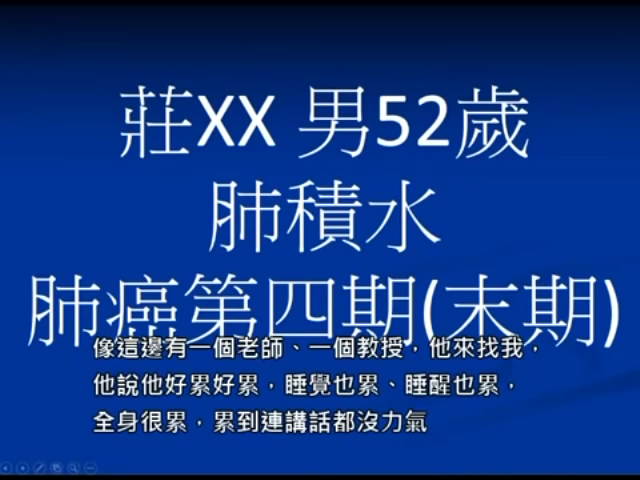 莊XX 男52歲
肺積水
肺癌第四期(末期)
像這邊有一個老師、一個教授，他來找我，
他說他好累好累，睡覺也累、睡醒也累，
全身很累，累到連講話都沒力氣